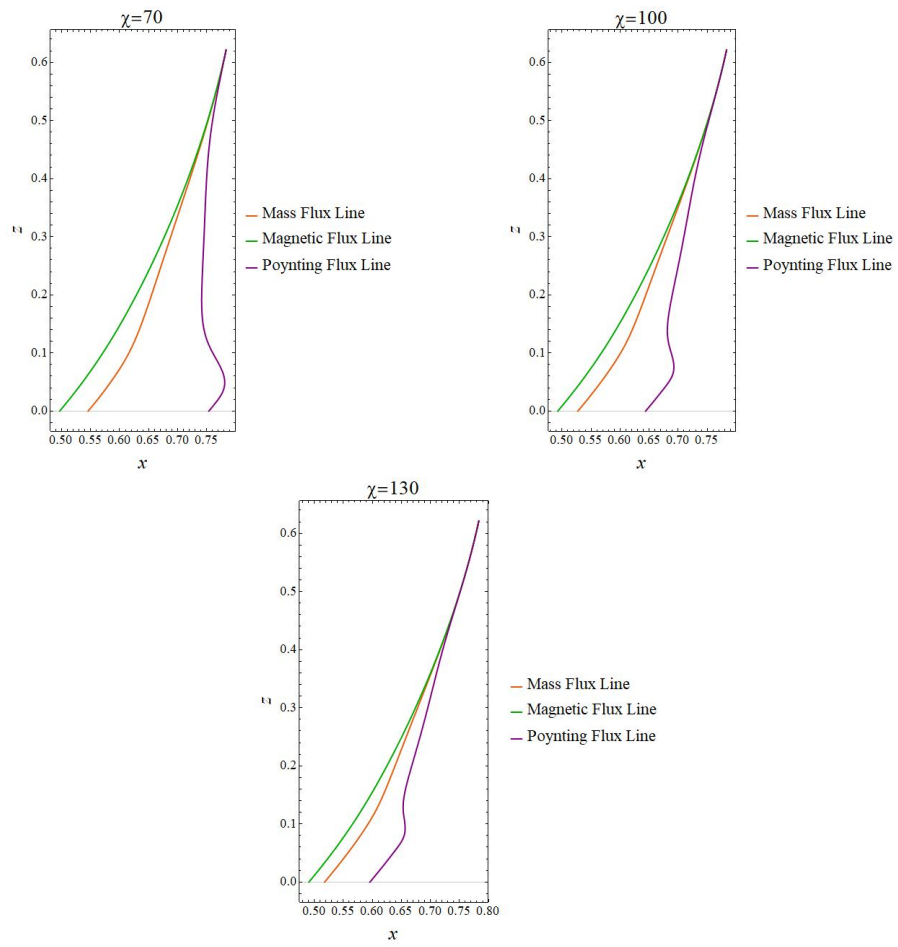 χ=70
0.6
0.5
0.4
0.3
0.2
0.1
0.0
z
0.50 0.55 0.60 0.65 0.70 0.75
x
Mass Flux Line
Magnetic Flux Line
Poynting Flux Line
χ=100
0.6
0.5
0.4
0.3
0.2
0.1
0.0
z
0.50 0.55 0.60 0.65 0.70 0.75
x
Mass Flux Line
Magnetic Flux Line
Poynting Flux Line
χ=130
0.6
0.5
0.4
0.3
0.2
0.1
0.0
z
0.50 0.55 0.60 0.65 0.70 0.75 0.80
x
Mass Flux Line
Magnetic Flux Line
Poynting Flux Line